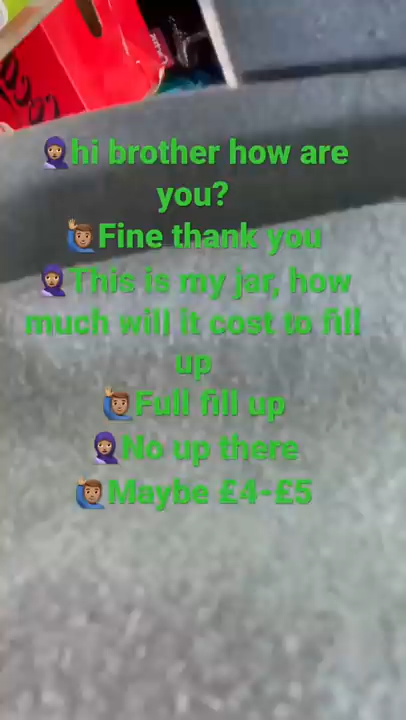 🧕🏽hi brother how are
you?
🙋🏽‍♂️Fine thank you
🧕🏽This is my jar, how
much will it cost to fill
up
🙋🏽‍♂️Full fill up
🧕🏽No up there
🙋🏽‍♂️Maybe £4-£5